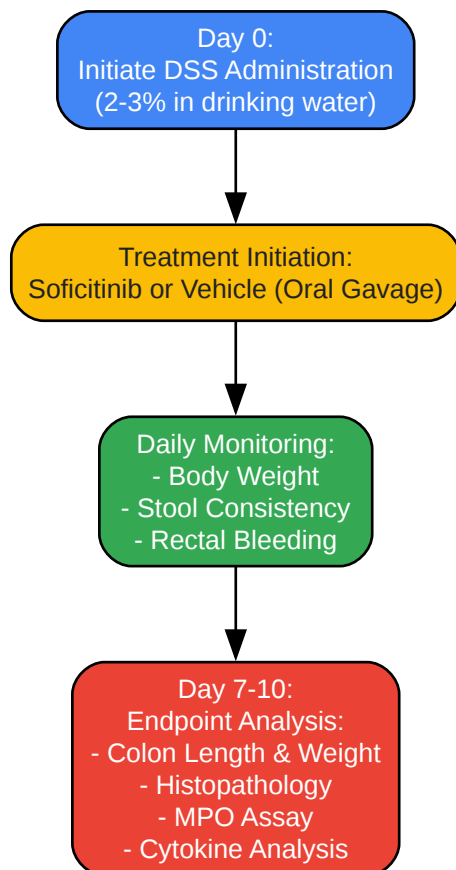 Day 0:
Initiate DSS Administration
(2-3% in drinking water)
Treatment Initiation:
Soficitinib or Vehicle (Oral Gavage)
Daily Monitoring:
- Body Weight
- Stool Consistency
- Rectal Bleeding
Day 7-10:
Endpoint Analysis:
- Colon Length & Weight
- Histopathology
- MPO Assay
- Cytokine Analysis